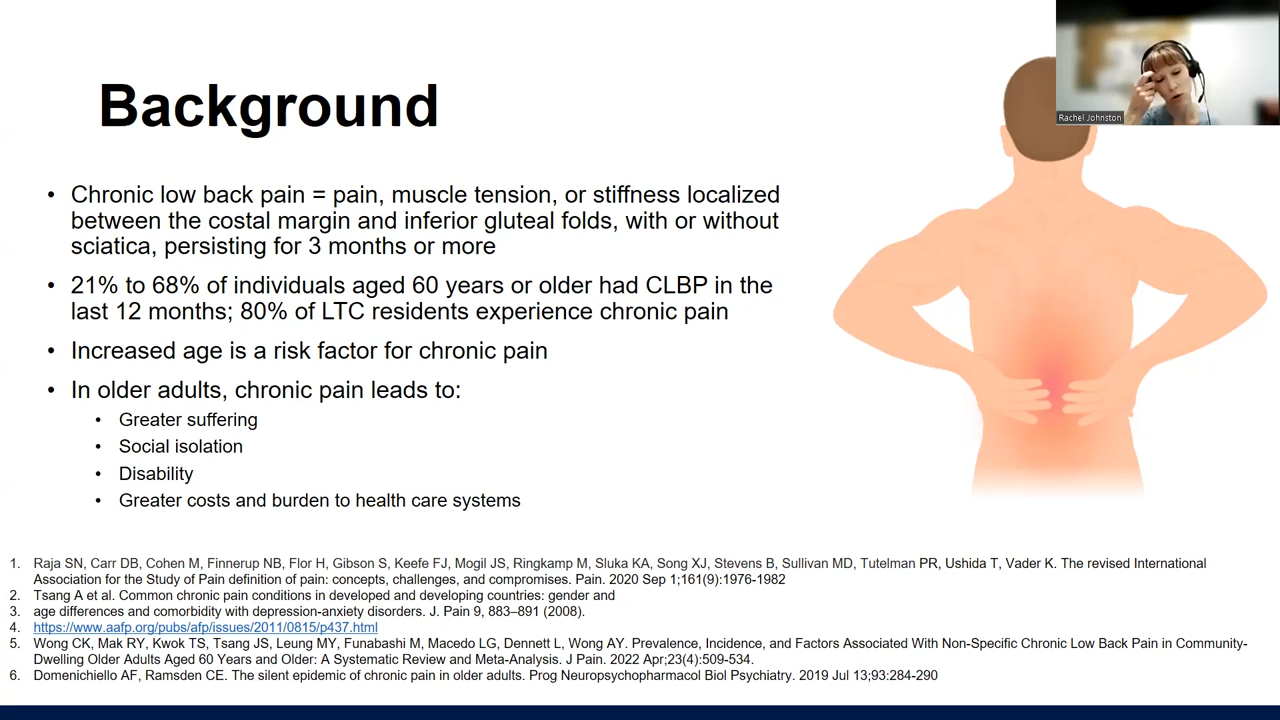 Rachel Johnston
Background
• Chronic low back pain = pain, muscle tension, or stiffness localized
between the costal margin and inferior gluteal folds, with or without
sciatica, persisting for 3 months or more
• 21% to 68% of individuals aged 60 years or older had CLBP in the
last 12 months; 80% of LTC residents experience chronic pain
• Increased age is a risk factor for chronic pain
• In older adults, chronic pain leads to:
• Greater suffering
• Social isolation
• Disability
• Greater costs and burden to health care systems
1. Raja SN, Carr DB, Cohen M, Finnerup NB, Flor H, Gibson S, Keefe FJ, Mogil JS, Ringkamp M, Sluka KA, Song XJ, Stevens B, Sullivan MD, Tutelman PR, Ushida T, Vader K. The revised International
Association for the Study of Pain definition of pain: concepts, challenges, and compromises. Pain. 2020 Sep 1;161(9):1976-1982
2. Tsang A et al. Common chronic pain conditions in developed and developing countries: gender and
3. age differences and comorbidity with depression-anxiety disorders. J. Pain 9, 883–891 (2008).
4. https://www.aafp.org/pubs/afp/issues/2011/0815/p437.html
5. Wong CK, Mak RY, Kwok TS, Tsang JS, Leung MY, Funabashi M, Macedo LG, Dennett L, Wong AY. Prevalence, Incidence, and Factors Associated With Non-Specific Chronic Low Back Pain in Community-
Dwelling Older Adults Aged 60 Years and Older: A Systematic Review and Meta-Analysis. J Pain. 2022 Apr;23(4):509-534.
6. Domenichiello AF, Ramsden CE. The silent epidemic of chronic pain in older adults. Prog Neuropsychopharmacol Biol Psychiatry. 2019 Jul 13;93:284-290